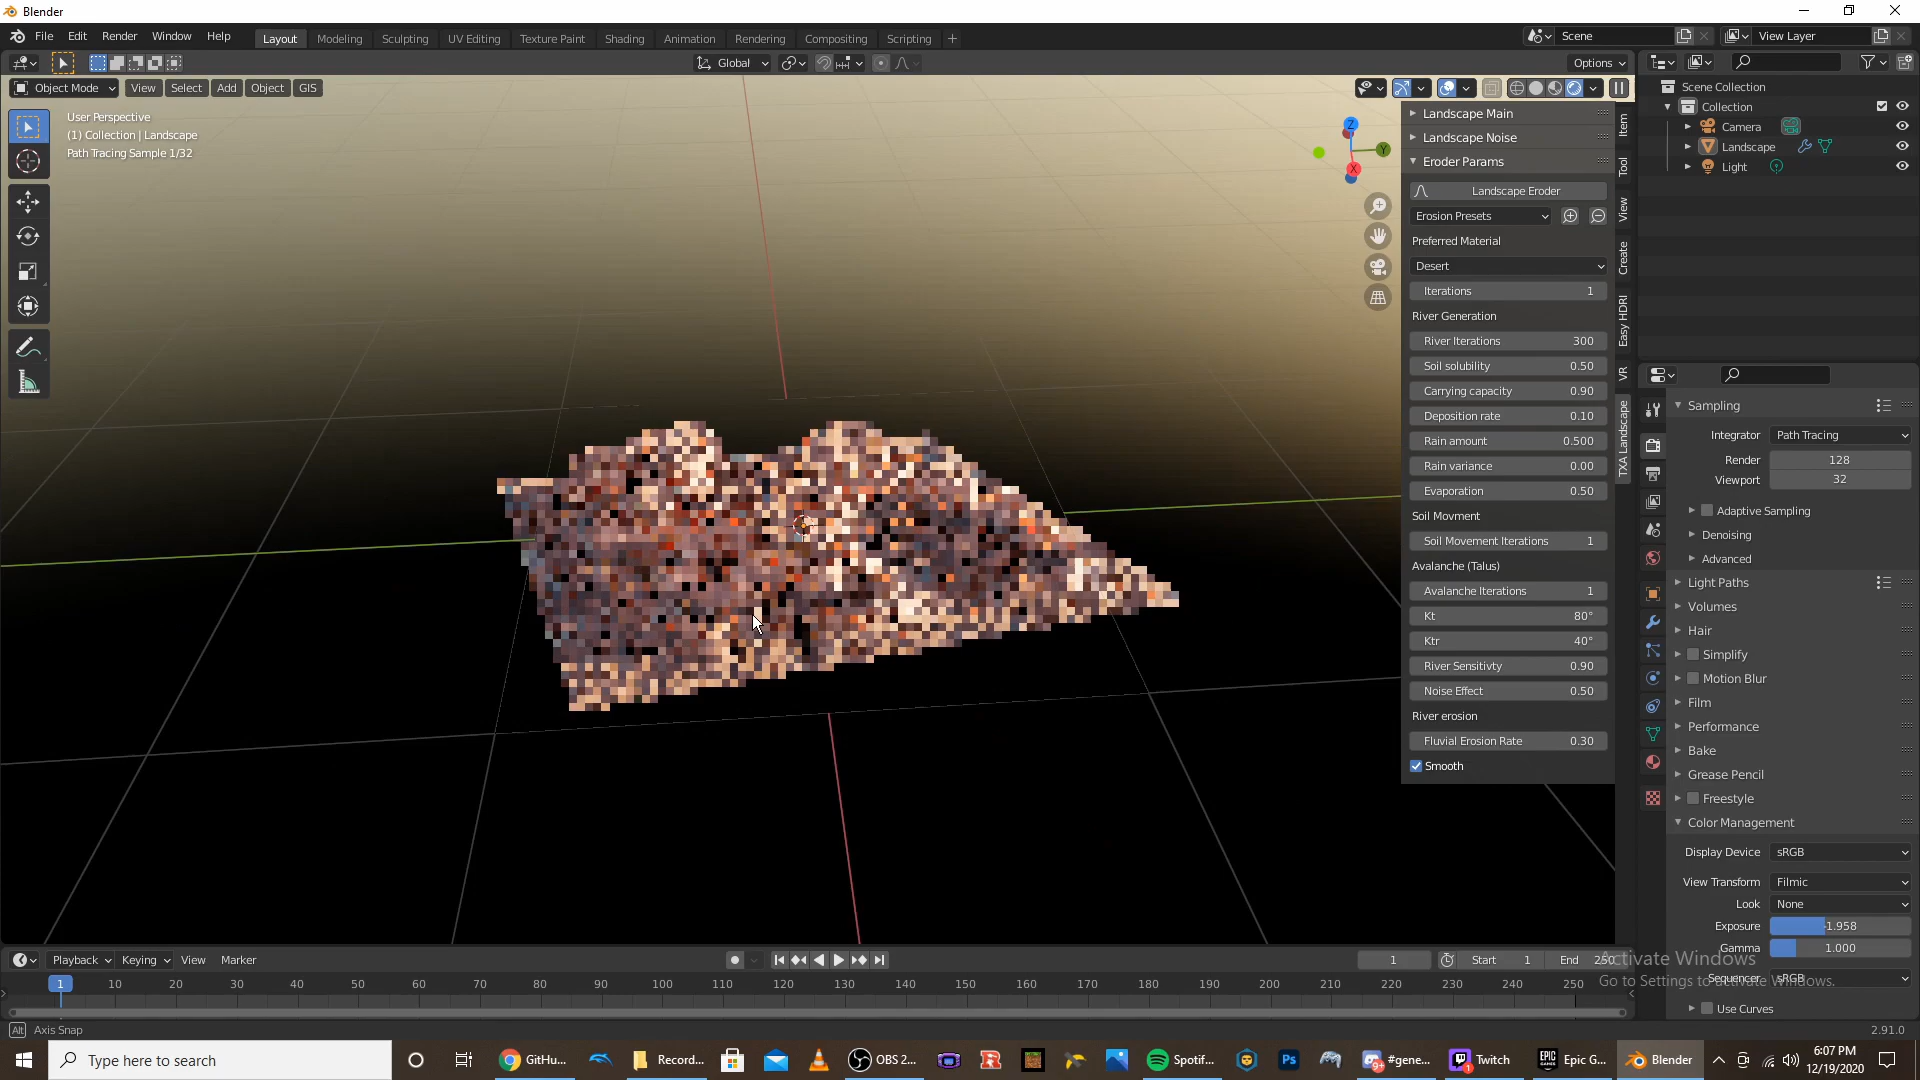 Blender
File Edit Render Window Help
Layout Modeling Sculpting UV Editing Texture Paint Shading Animation Rendering Compositing Scripting
Scene
View Layer
Global
Options
Object Mode View Select Add Object GIS
User Perspective
(1) Collection | Landscape
Path Tracing Sample 1/32
Z
Y
X
Landscape Main
Landscape Noise
Eroder Params
Landscape Eroder
Erosion Presets
Preferred Material
Desert
Iterations 1
River Generation
River Iterations 300
Soil solubility 0.50
Carrying capacity 0.90
Deposition rate 0.10
Rain amount 0.500
Rain variance 0.00
Evaporation 0.50
Soil Movment
Soil Movement Iterations 1
Avalanche (Talus)
Avalanche Iterations 1
Kt 80°
Ktr 40°
River Sensitivty 0.90
Noise Effect 0.50
River erosion
Fluvial Erosion Rate 0.30
Smooth
Item
Tool
View
Create
Easy HDRI
VR
TXA Landscape
Scene Collection
Collection
Camera
Landscape
Light
Sampling
Integrator Path Tracing
Render 128
Viewport 32
Adaptive Sampling
Denoising
Advanced
Light Paths
Volumes
Hair
Simplify
Motion Blur
Film
Performance
Bake
Grease Pencil
Freestyle
Color Management
Display Device sRGB
View Transform Filmic
Look None
Exposure -1.958
Gamma 1.000
Sequencer sRGB
Use Curves
Activate Windows
Go to Settings to activate Windows.
Playback Keying View Marker
1 Start 1 End 250
1 10 20 30 40 50 60 70 80 90 100 110 120 130 140 150 160 170 180 190 200 210 220 230 240 250
Alt Axis Snap
2.91.0
Type here to search
GitHu...
Record...
OBS 2...
Spotif...
Ps
9+
#gene...
1
Twitch
EPIC GAMES
Epic G...
Blender
6:07 PM
12/19/2020